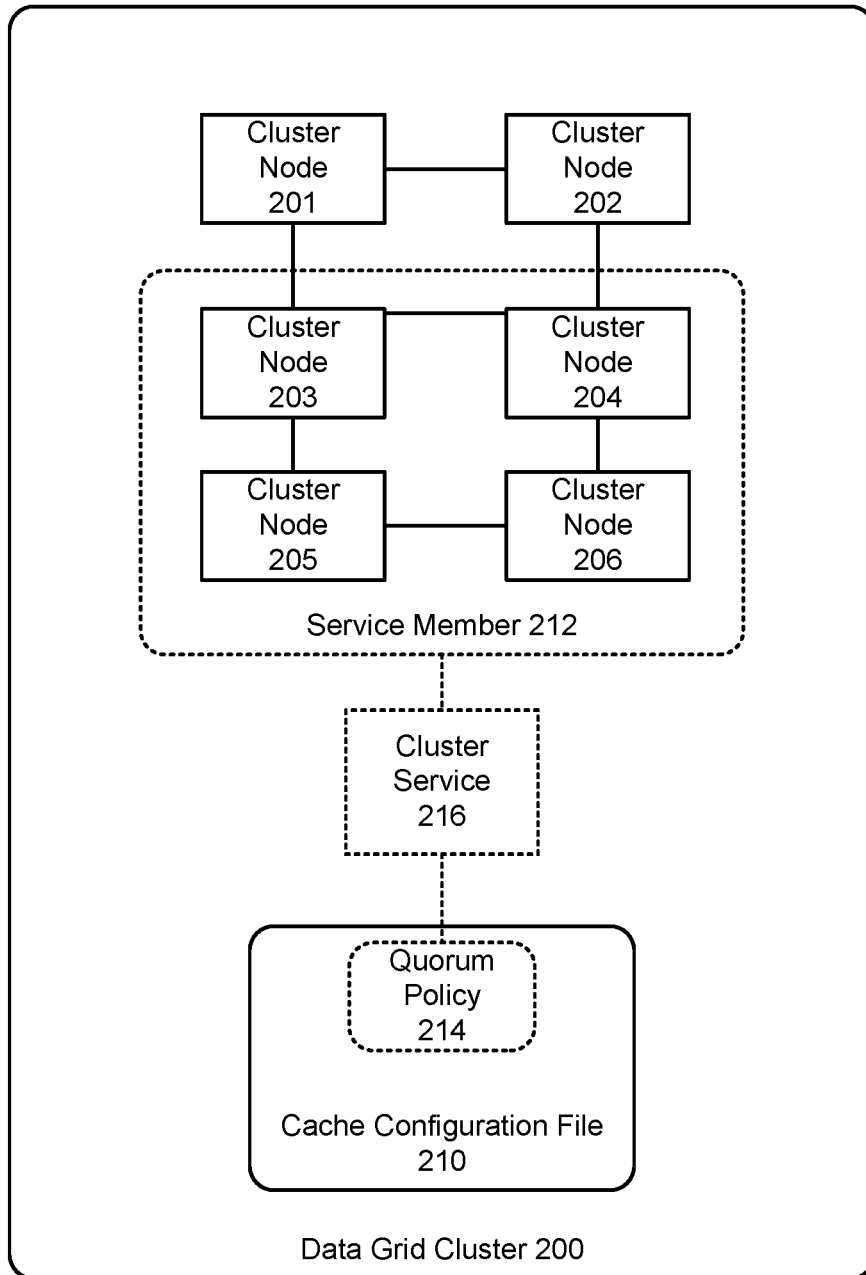 Cluster
Node
201
Cluster
Node
202
Cluster
Node
203
Cluster
Node
204
Cluster
Node
205
Cluster
Node
206
Service Member 212
Cluster
Service
216
Quorum
Policy
214
Cache Configuration File
210
Data Grid Cluster 200